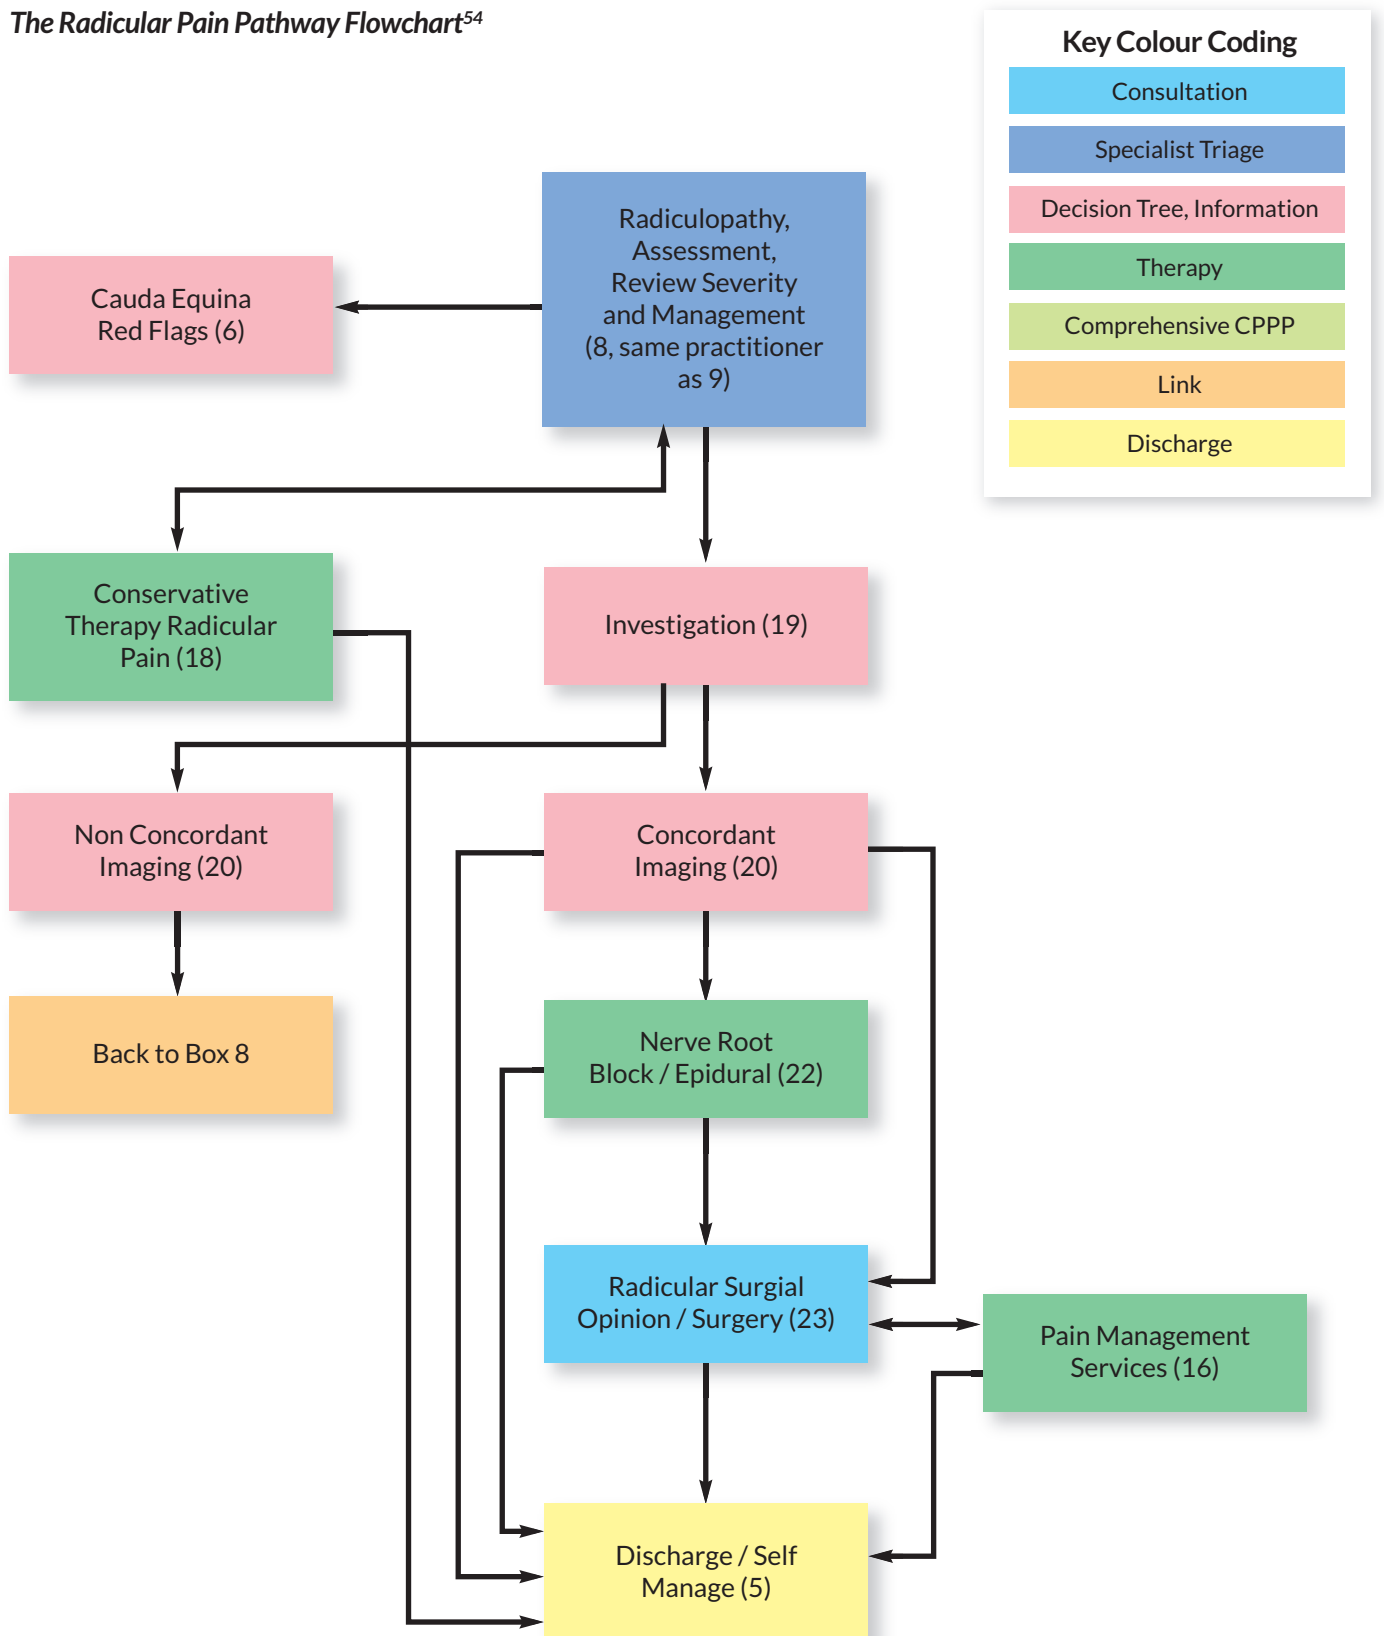 The Radicular Pain Pathway Flowchart54
Key Colour Coding
Consultation
Specialist Triage
Decision Tree, Information
Therapy
Comprehensive CPPP
Link
Discharge
Radiculopathy,
Assessment,
Review Severity
and Management
(8, same practitioner
as 9)
Cauda Equina
Red Flags (6)
Conservative
Therapy Radicular
Pain (18)
Investigation (19)
Non Concordant
Imaging (20)
Concordant
Imaging (20)
Back to Box 8
Nerve Root
Block / Epidural (22)
Radicular Surgial
Opinion / Surgery (23)
Pain Management
Services (16)
Discharge / Self
Manage (5)